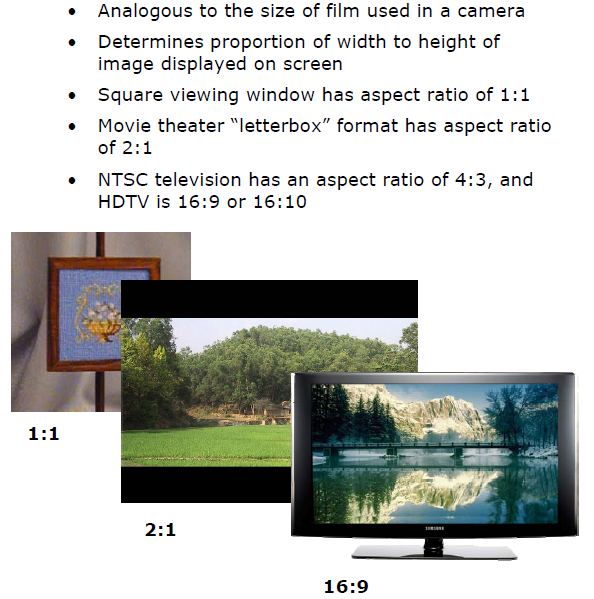 • Analogous to the size of film used in a camera
• Determines proportion of width to height of
image displayed on screen
• Square viewing window has aspect ratio of 1:1
• Movie theater “letterbox” format has aspect ratio
of 2:1
• NTSC television has an aspect ratio of 4:3, and
HDTV is 16:9 or 16:10
1:1
2:1
SAMSUNG
16:9